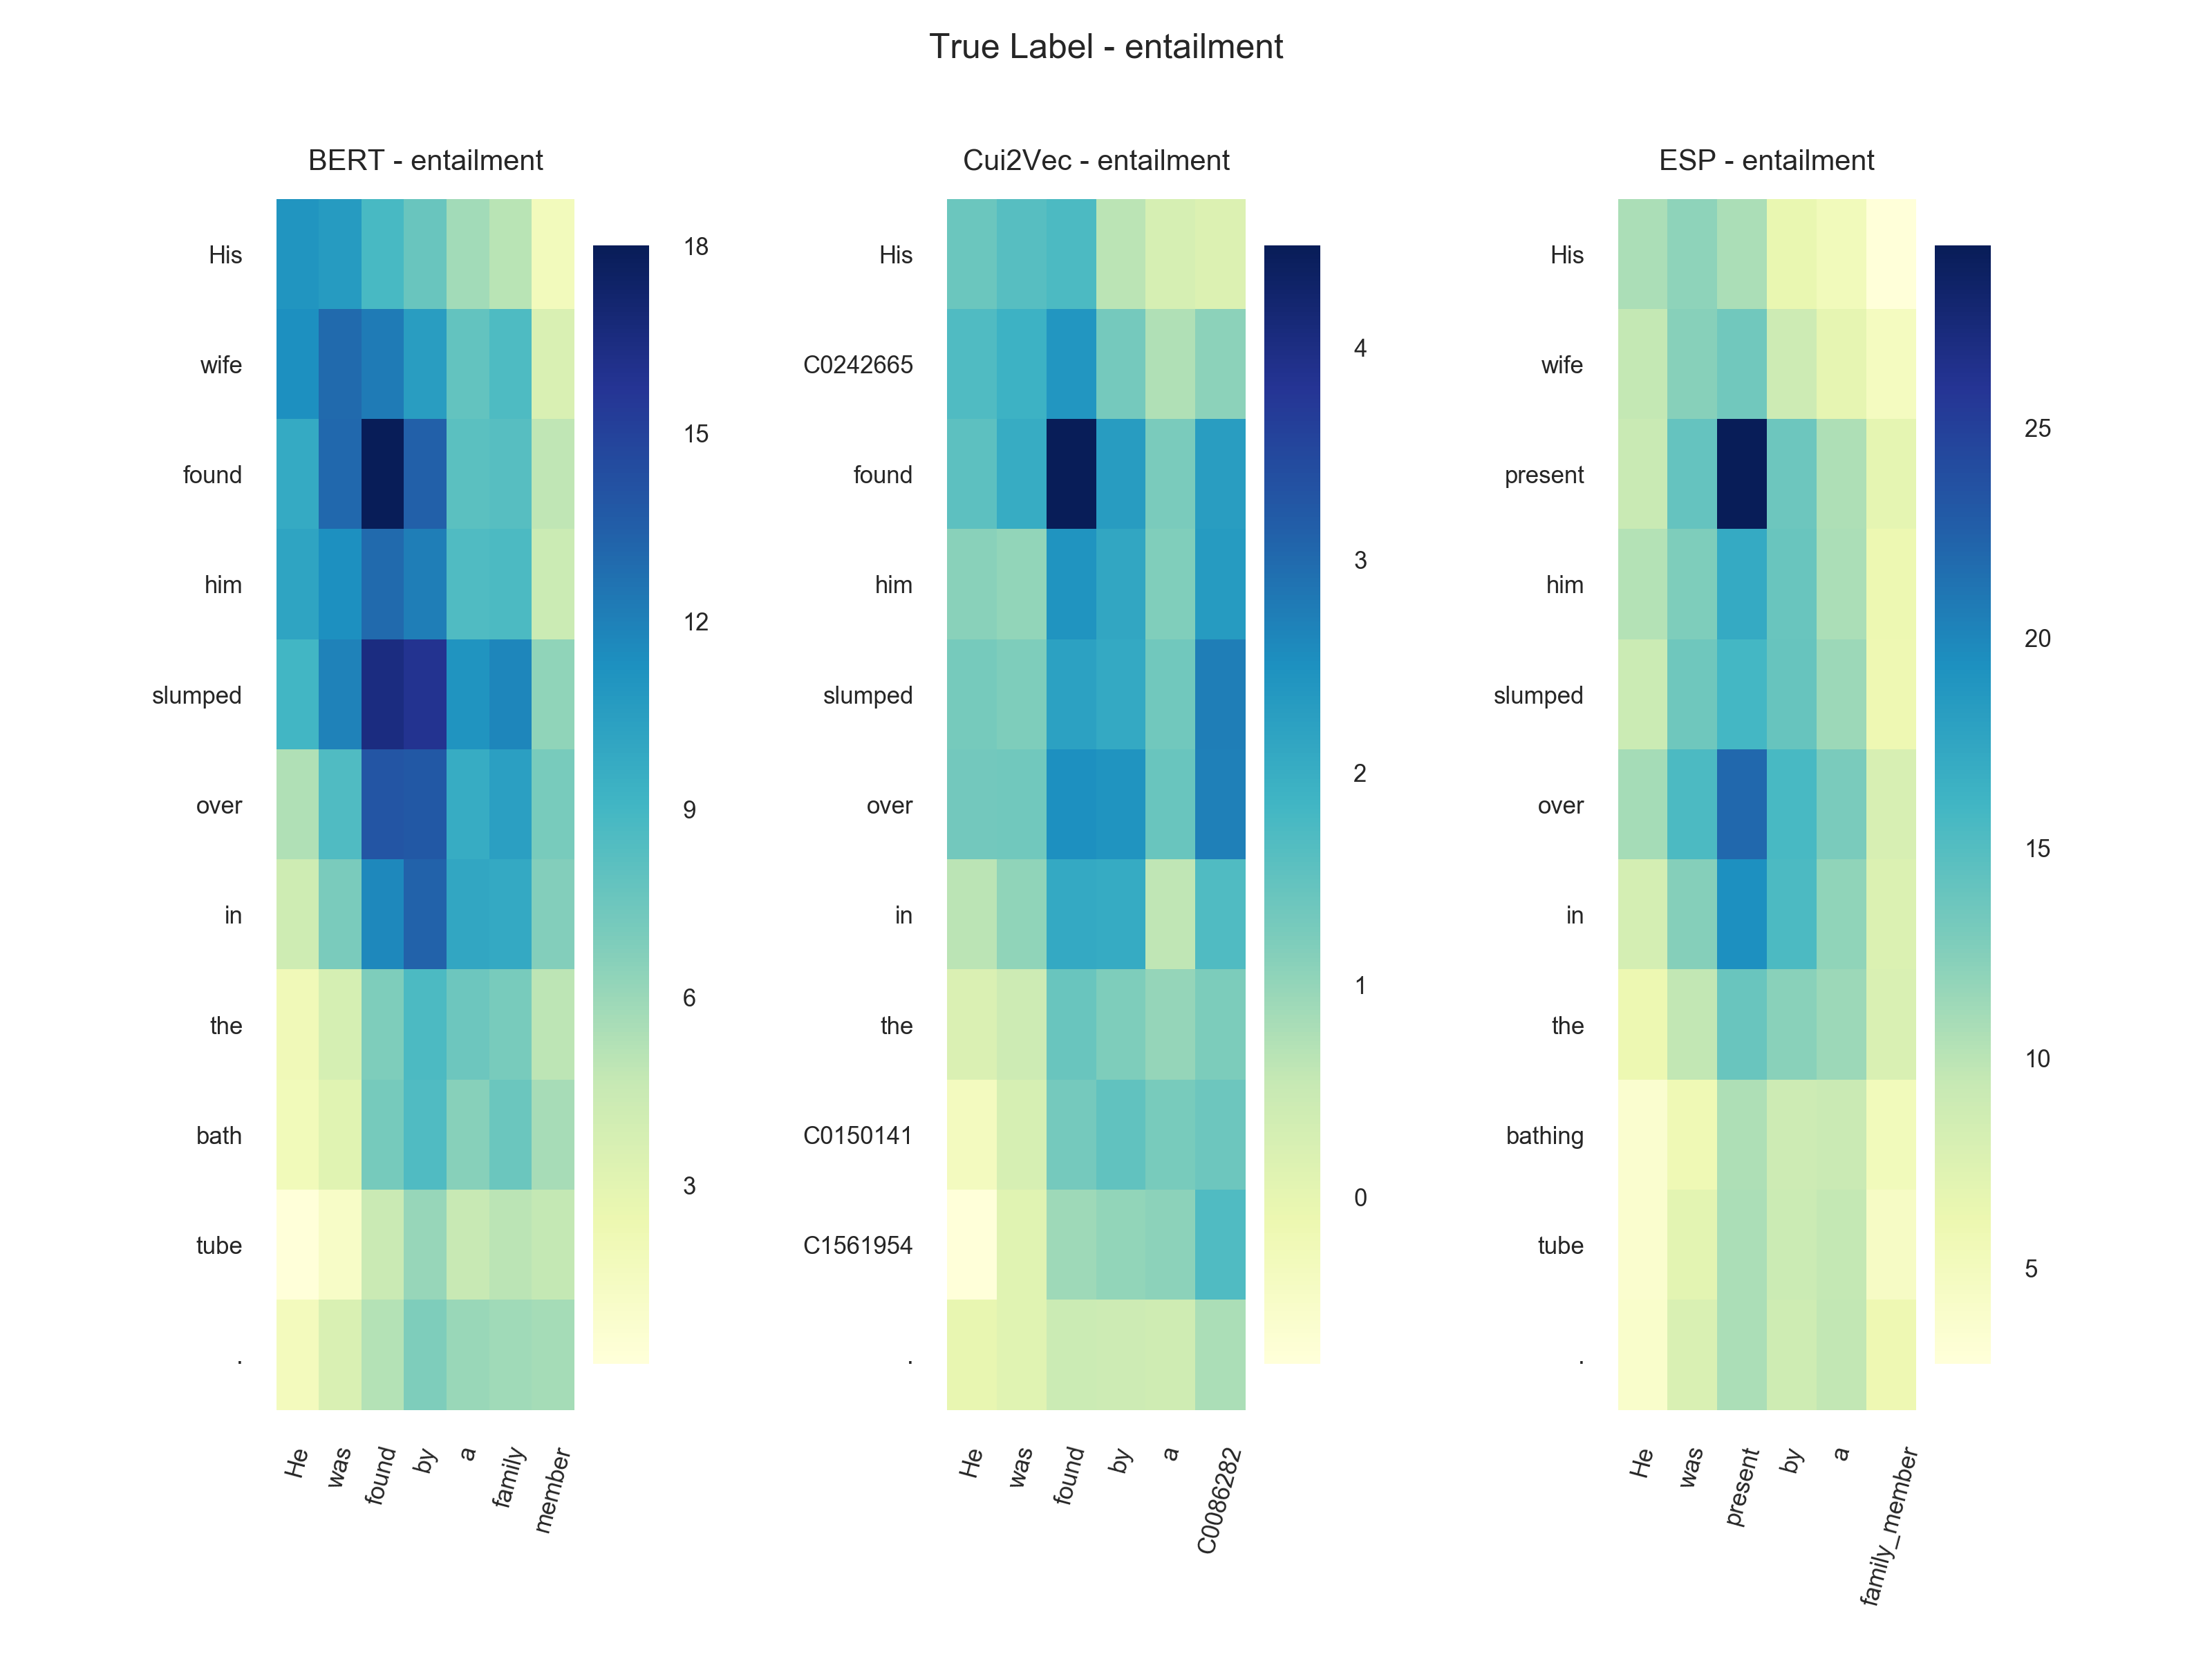 True Label - entailment
BERT - entailment
His
wife
found
him
slumped
over
in
the
bath
tube
.
He
was
found
by
a
family
member
18
15
12
9
6
3
Cui2Vec - entailment
His
C0242665
found
him
slumped
over
in
the
C0150141
C1561954
.
He
was
found
by
a
C0086282
4
3
2
1
0
ESP - entailment
His
wife
present
him
slumped
over
in
the
bathing
tube
.
He
was
present
by
a
family_member
25
20
15
10
5